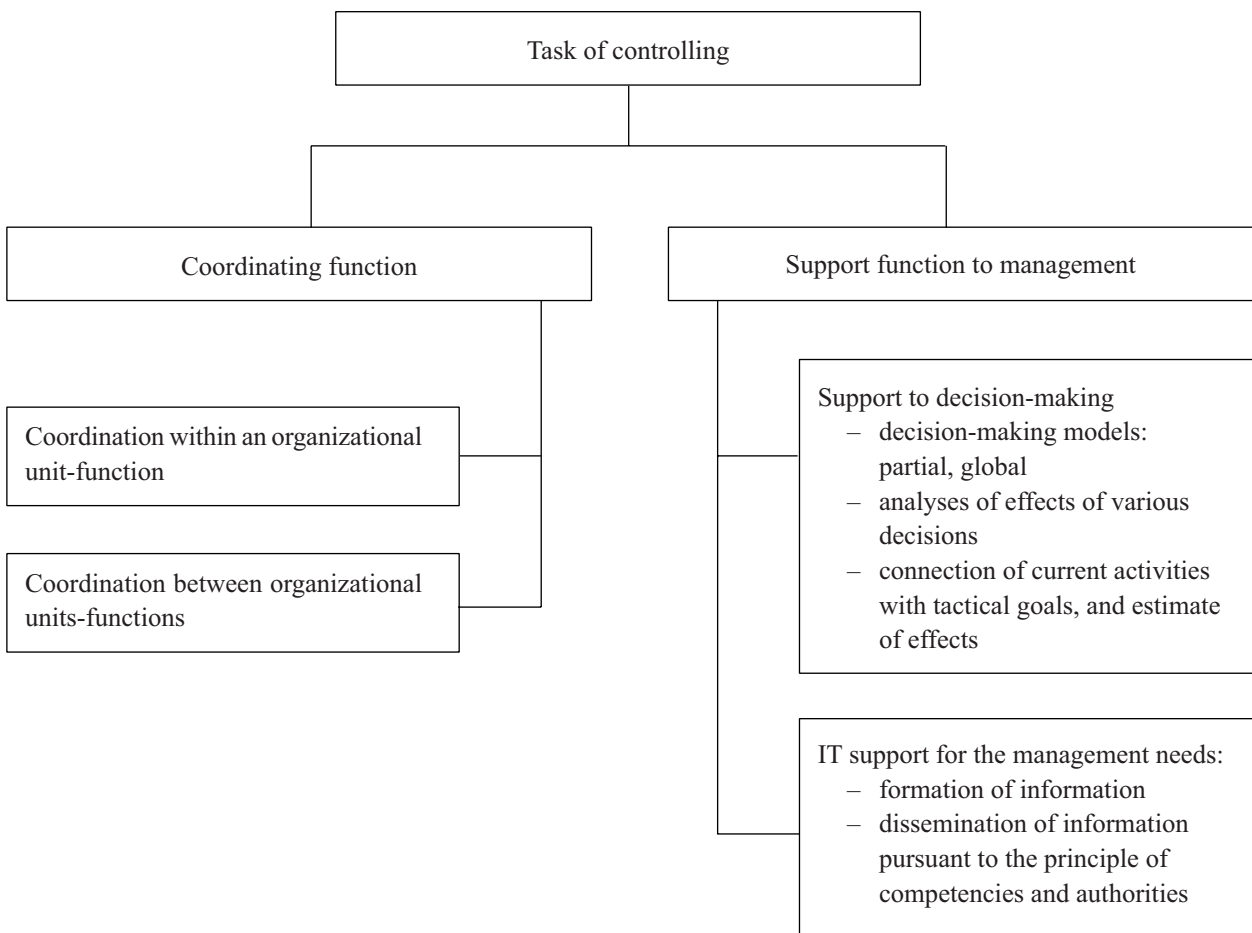 Task of controlling
Coordinating function
Support function to management
Coordination within an organizational
unit-function
Coordination between organizational
units-functions
Support to decision-making
– decision-making models:
partial, global
– analyses of effects of various
decisions
– connection of current activities
with tactical goals, and estimate
of effects
IT support for the management needs:
– formation of information
– dissemination of information
pursuant to the principle of
competencies and authorities